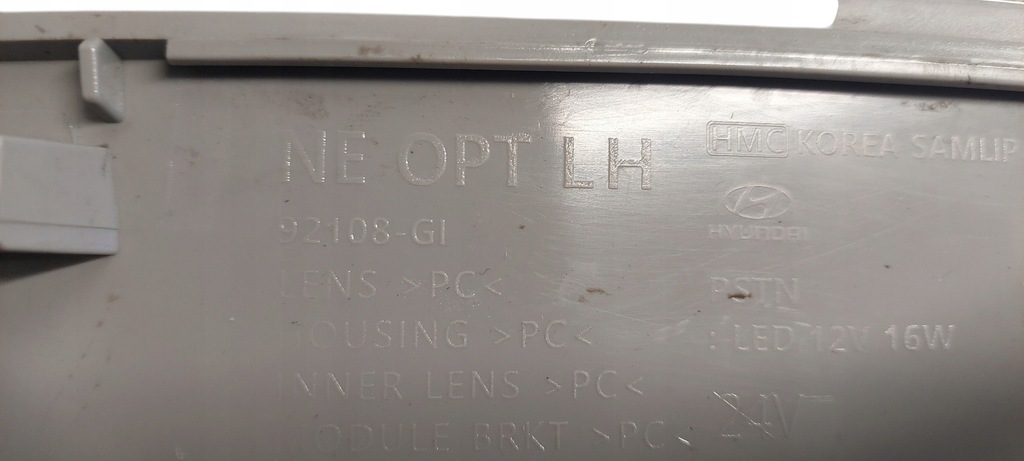 NE OPT LH
HMC KOREA SAMLIP
HYUNDAI
92108-GI
LENS >PC<
PSTN
HOUSING >PC<
: LED 12V 16W
INNER LENS >PC<
24V
MODULE BRKT >PC<